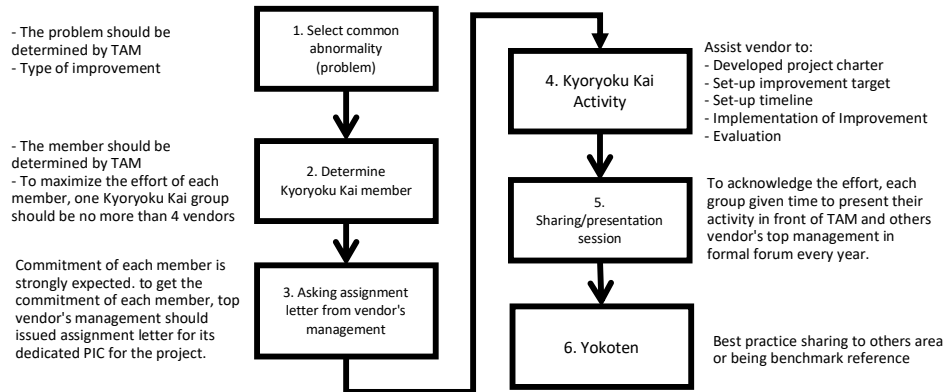 - The problem should be
determined by TAM
- Type of improvement
1. Select common
abnormality
(problem)
- The member should be
determined by TAM
- To maximize the effort of each
member, one Kyoryoku Kai group
should be no more than 4 vendors
2. Determine
Kyoryoku Kai member
Commitment of each member is
strongly expected. to get the
commitment of each member, top
vendor's management should
issued assignment letter for its
dedicated PIC for the project.
3. Asking assignment
letter from vendor's
management
4. Kyoryoku Kai
Activity
Assist vendor to:
- Developed project charter
- Set-up improvement target
- Set-up timeline
- Implementation of Improvement
- Evaluation
5.
Sharing/presentation
session
To acknowledge the effort, each
group given time to present their
activity in front of TAM and others
vendor's top management in
formal forum every year.
6. Yokoten
Best practice sharing to others area
or being benchmark reference